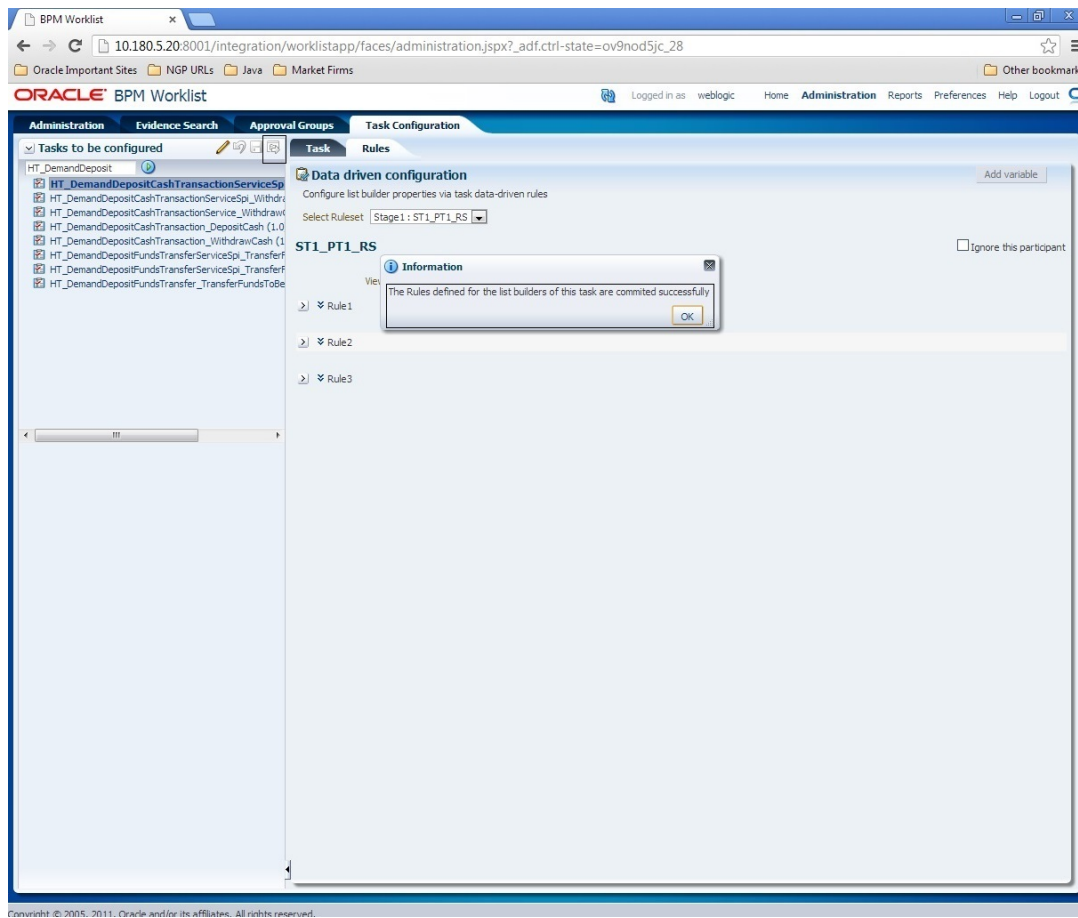 BPM Worklist
10.180.5.20:8001/integration/worklistapp/faces/administration.jspx?_adf.ctrl-state=ov9nod5jc_28
Oracle Important Sites NGP URLs Java Market Firms Other bookmark
ORACLE BPM Worklist Logged in as weblogic Home Administration Reports Preferences Help Logout
Administration Evidence Search Approval Groups Task Configuration
Tasks to be configured
Task Rules
HT_DemandDeposit
HT_DemandDepositCashTransactionServiceSp
HT_DemandDepositCashTransactionServiceSpi_Withdra
HT_DemandDepositCashTransactionService_Withdraw
HT_DemandDepositCashTransaction_DepositCash (1.0
HT_DemandDepositCashTransaction_WithdrawCash (1
HT_DemandDepositFundsTransferServiceSpi_TransferF
HT_DemandDepositFundsTransferServiceSpi_TransferF
HT_DemandDepositFundsTransfer_TransferFundsToBe
Data driven configuration Add variable
Configure list builder properties via task data-driven rules
Select Ruleset Stage1 : ST1_PT1_RS
ST1_PT1_RS Ignore this participant
Information
View
The Rules defined for the list builders of this task are commited successfully
OK
Rule1
Rule2
Rule3
Copyright © 2005, 2011, Oracle and/or its affiliates. All rights reserved.